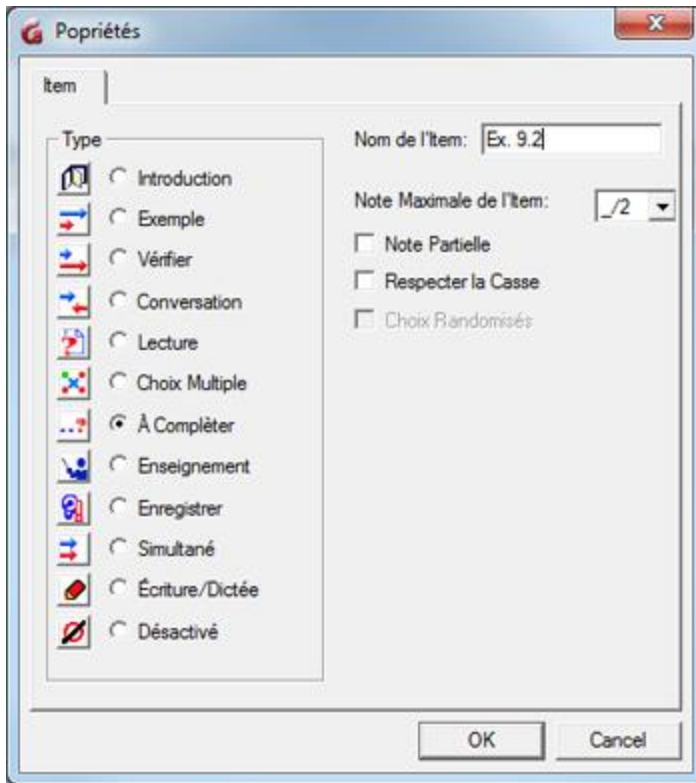 Popriétés
Item
Type
Introduction
Exemple
Vérifier
Conversation
Lecture
Choix Multiple
À Complèter
Enseignement
Enregistrer
Simultané
Écriture/Dictée
Désactivé
Nom de l'Item: Ex. 9.2
Note Maximale de l'Item: _/2
Note Partielle
Respecter la Casse
Choix Randomisés
OK Cancel